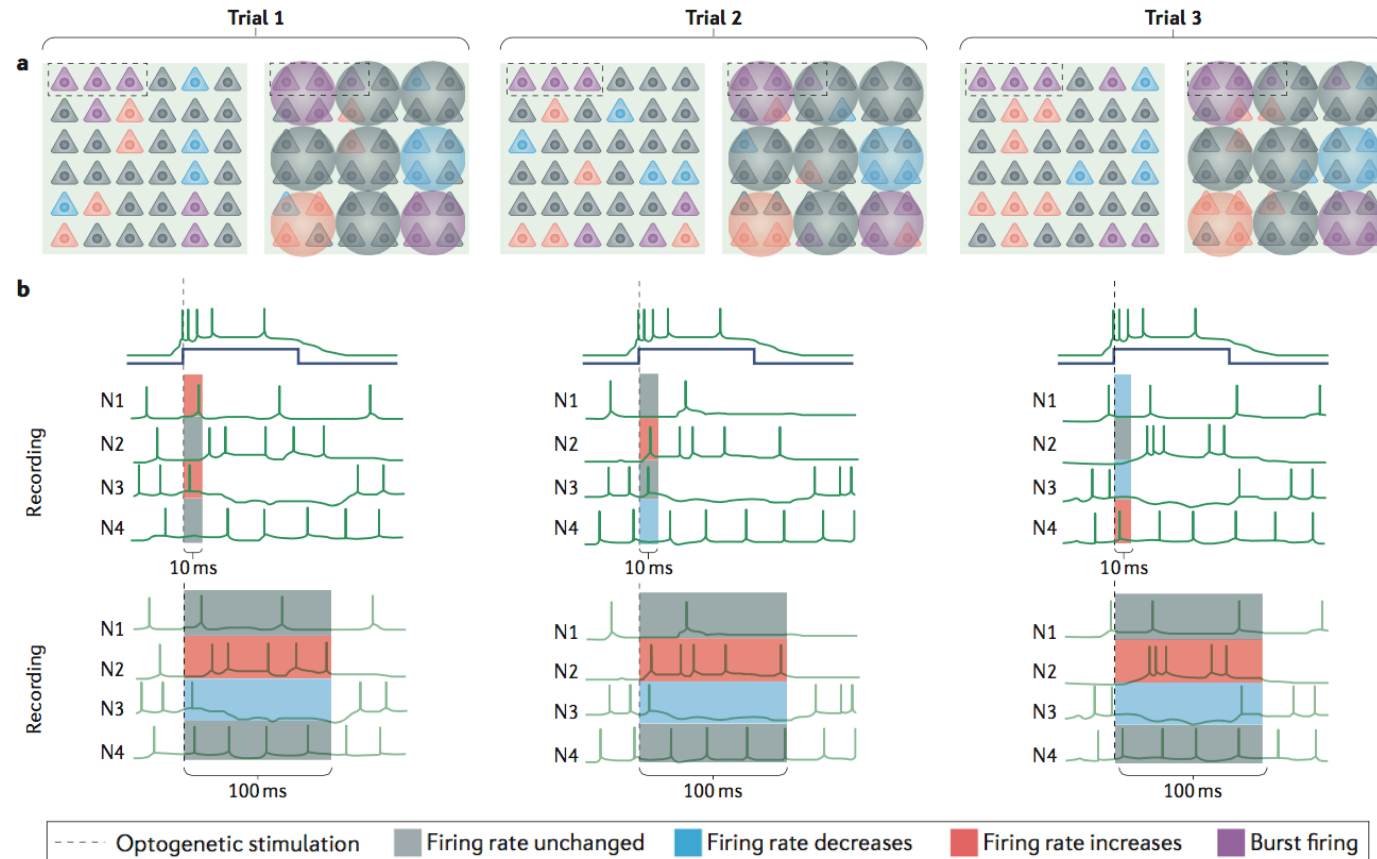 Trial 1 Trial 2 Trial 3
a
b
N1 N1 N1
N2 N2 N2
N3 N3 N3
N4 N4 N4
Recording
10 ms 10 ms 10 ms
N1 N1 N1
N2 N2 N2
N3 N3 N3
N4 N4 N4
Recording
100 ms 100 ms 100 ms
Optogenetic stimulation Firing rate unchanged Firing rate decreases Firing rate increases Burst firing